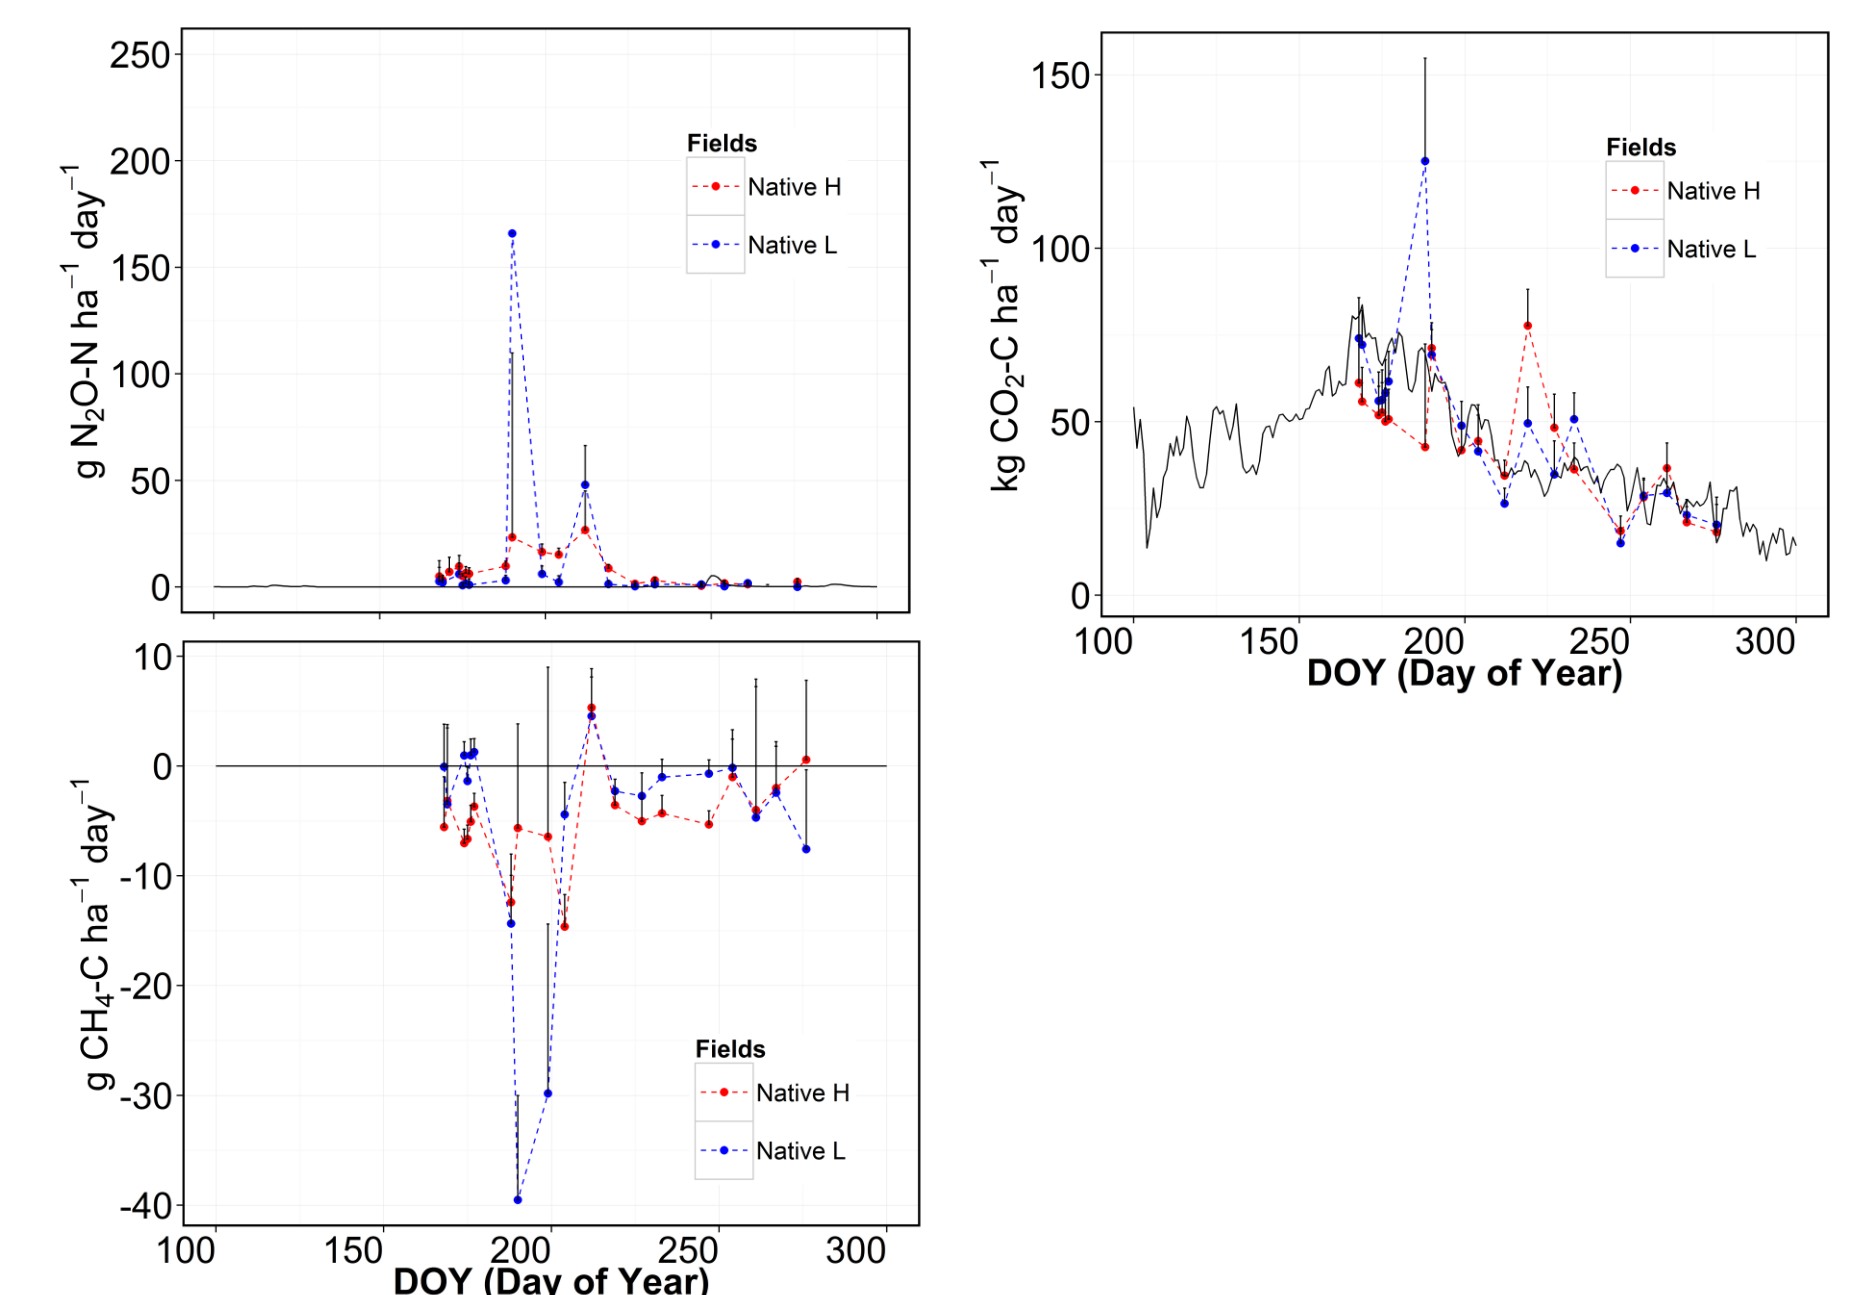 g N₂O-N ha⁻¹ day⁻¹
250
200
150
100
50
0
Fields
Native H
Native L
kg CO₂-C ha⁻¹ day⁻¹
150
100
50
0
Fields
Native H
Native L
100 150 200 250 300
DOY (Day of Year)
g CH₄-C ha⁻¹ day⁻¹
10
0
-10
-20
-30
-40
Fields
Native H
Native L
100 150 200 250 300
DOY (Day of Year)